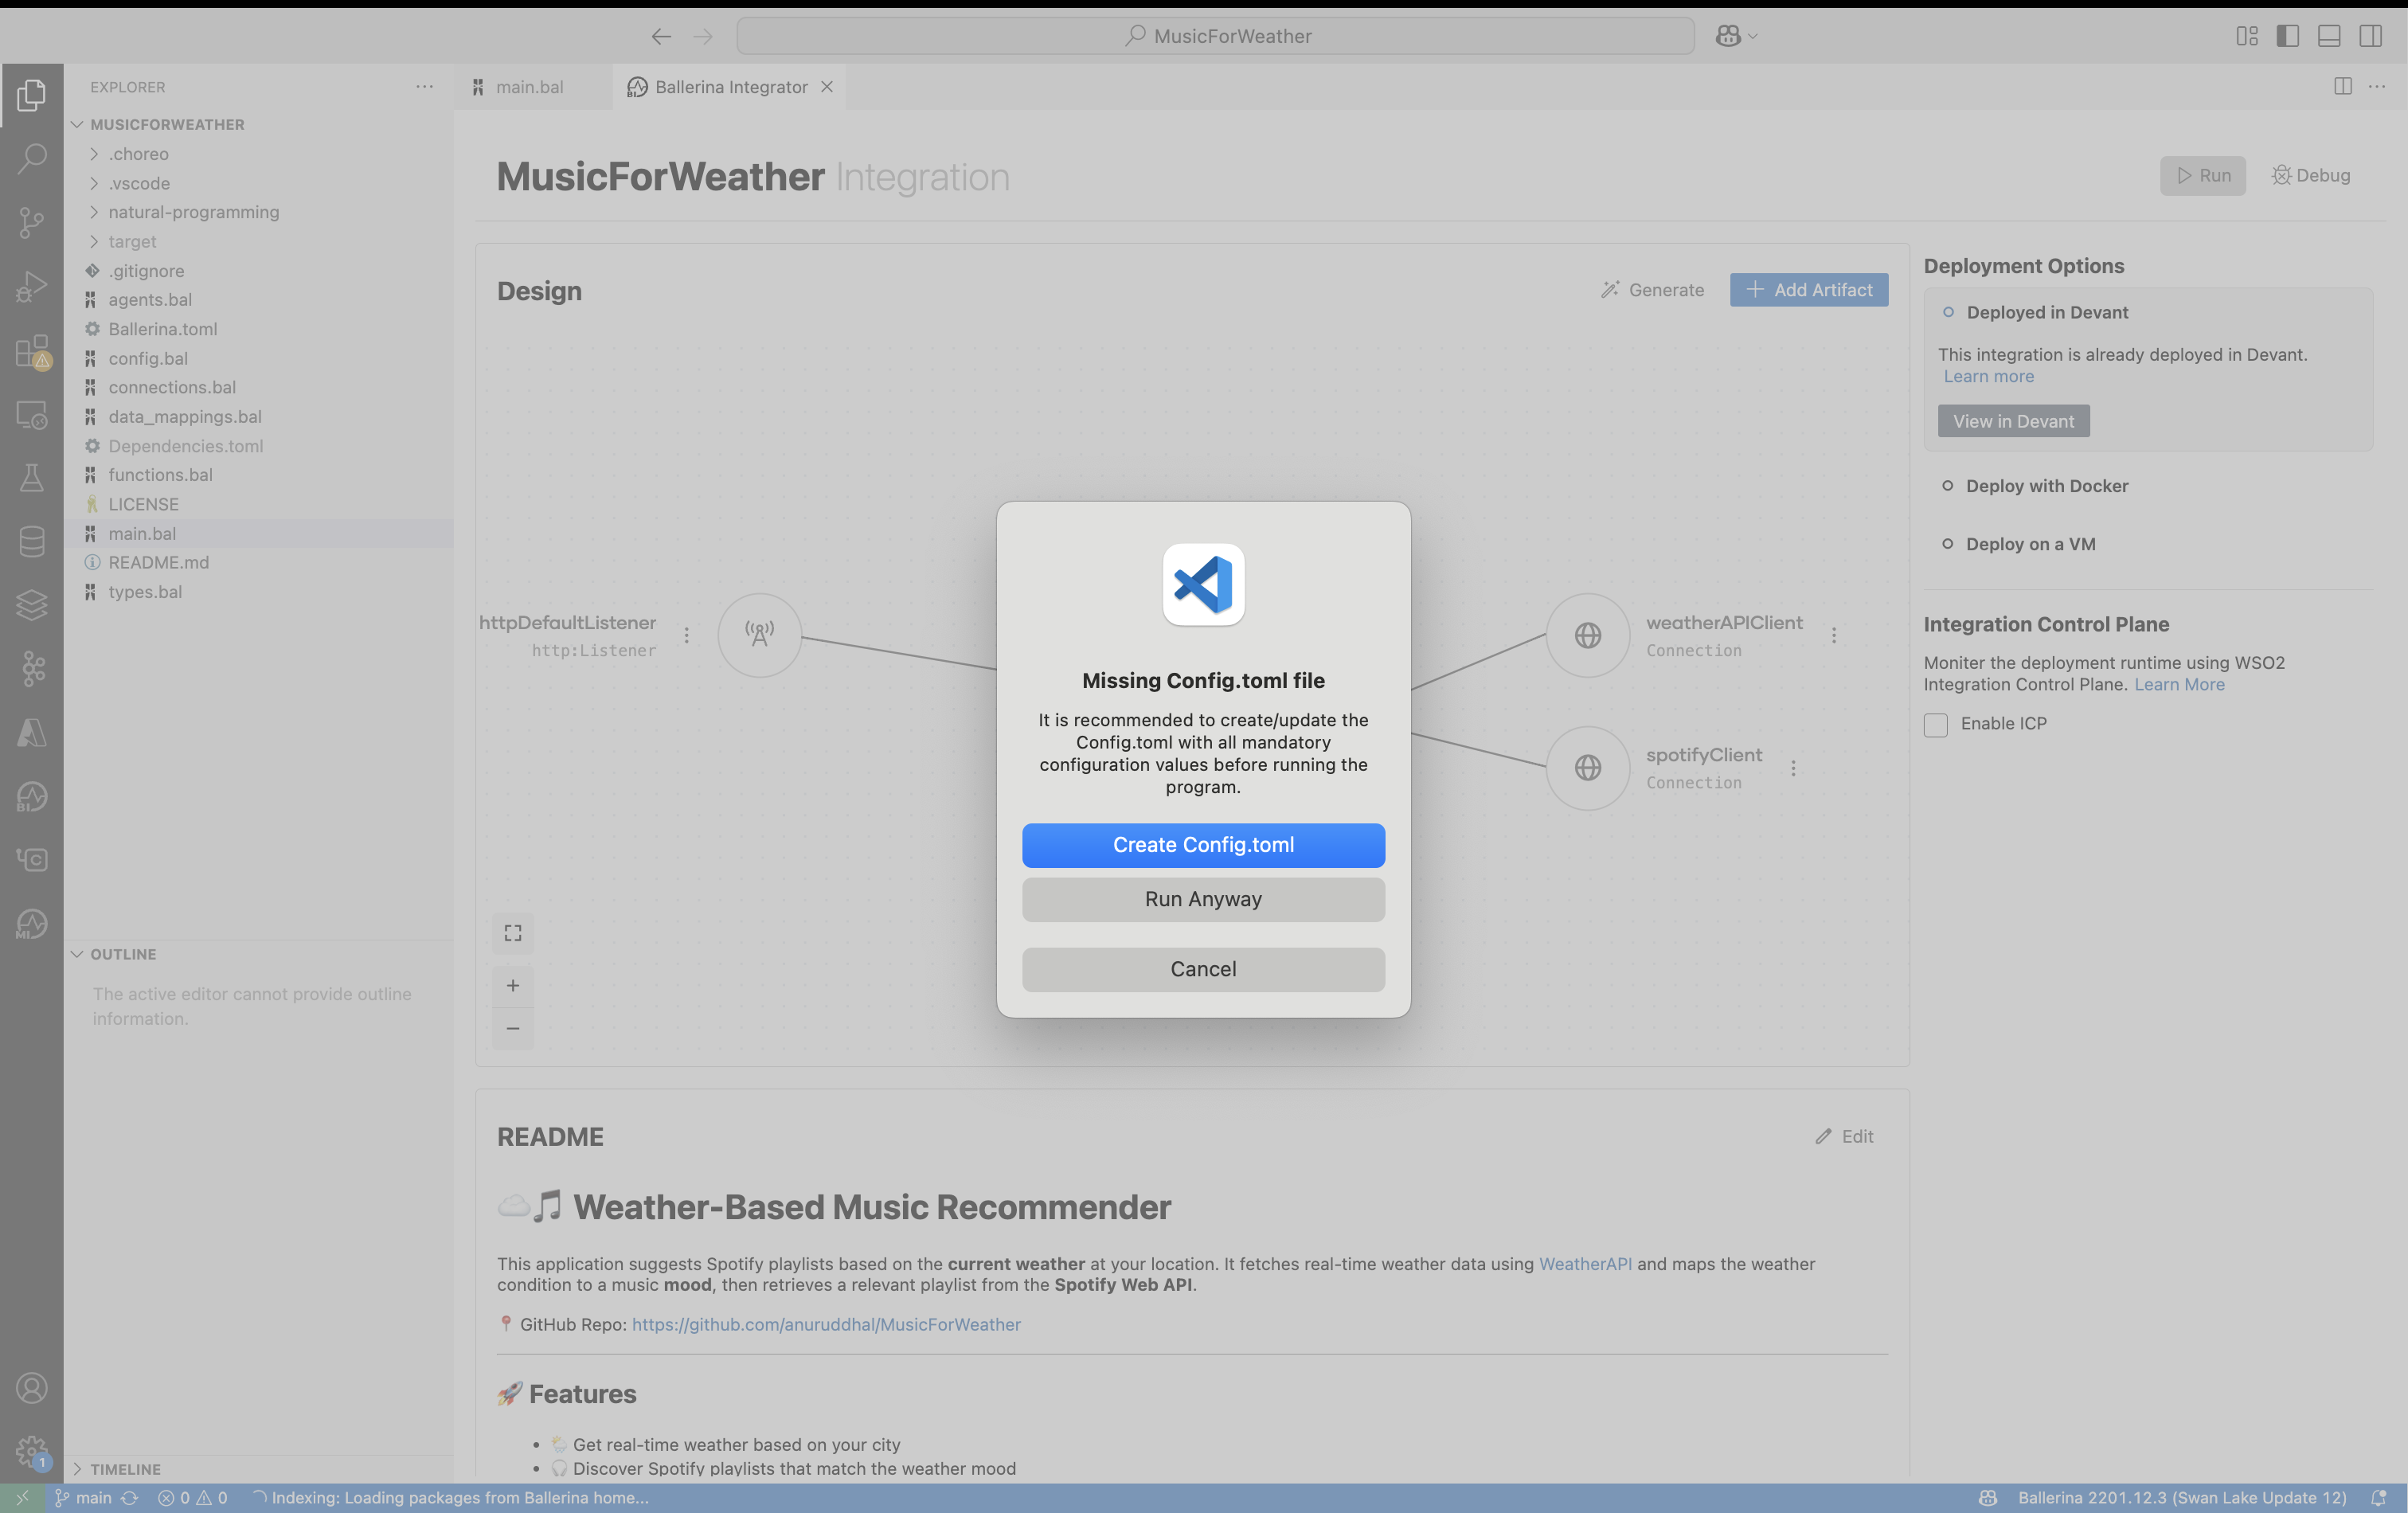 MusicForWeather
EXPLORER
main.bal
Ballerina Integrator
MUSICFORWEATHER
.choreo
.vscode
natural-programming
target
.gitignore
agents.bal
Ballerina.toml
config.bal
connections.bal
data_mappings.bal
Dependencies.toml
functions.bal
LICENSE
main.bal
README.md
types.bal
OUTLINE
The active editor cannot provide outline
information.
TIMELINE
MusicForWeather Integration
Run
Debug
Design
Generate
Add Artifact
httpDefaultListener
http:Listener
weatherAPIClient
Connection
spotifyClient
Connection
Missing Config.toml file
It is recommended to create/update the
Config.toml with all mandatory
configuration values before running the
program.
Create Config.toml
Run Anyway
Cancel
Deployment Options
Deployed in Devant
This integration is already deployed in Devant.
Learn more
View in Devant
Deploy with Docker
Deploy on a VM
Integration Control Plane
Moniter the deployment runtime using WSO2
Integration Control Plane. Learn More
Enable ICP
README
Edit
Weather-Based Music Recommender
This application suggests Spotify playlists based on the current weather at your location. It fetches real-time weather data using WeatherAPI and maps the weather
condition to a music mood, then retrieves a relevant playlist from the Spotify Web API.
GitHub Repo: https://github.com/anuruddhal/MusicForWeather
Features
• Get real-time weather based on your city
• Discover Spotify playlists that match the weather mood
BI
MI
1
main
0
0
Indexing: Loading packages from Ballerina home...
Ballerina 2201.12.3 (Swan Lake Update 12)